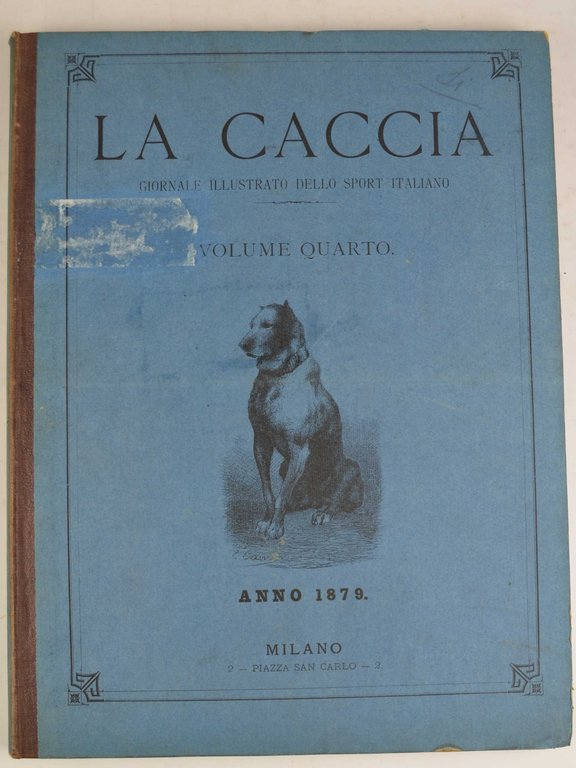 LA CACCIA
GIORNALE ILLUSTRATO DELLO SPORT ITALIANO
VOLUME QUARTO.
ANNO 1879.
MILANO
2 — PIAZZA SAN CARLO — 2